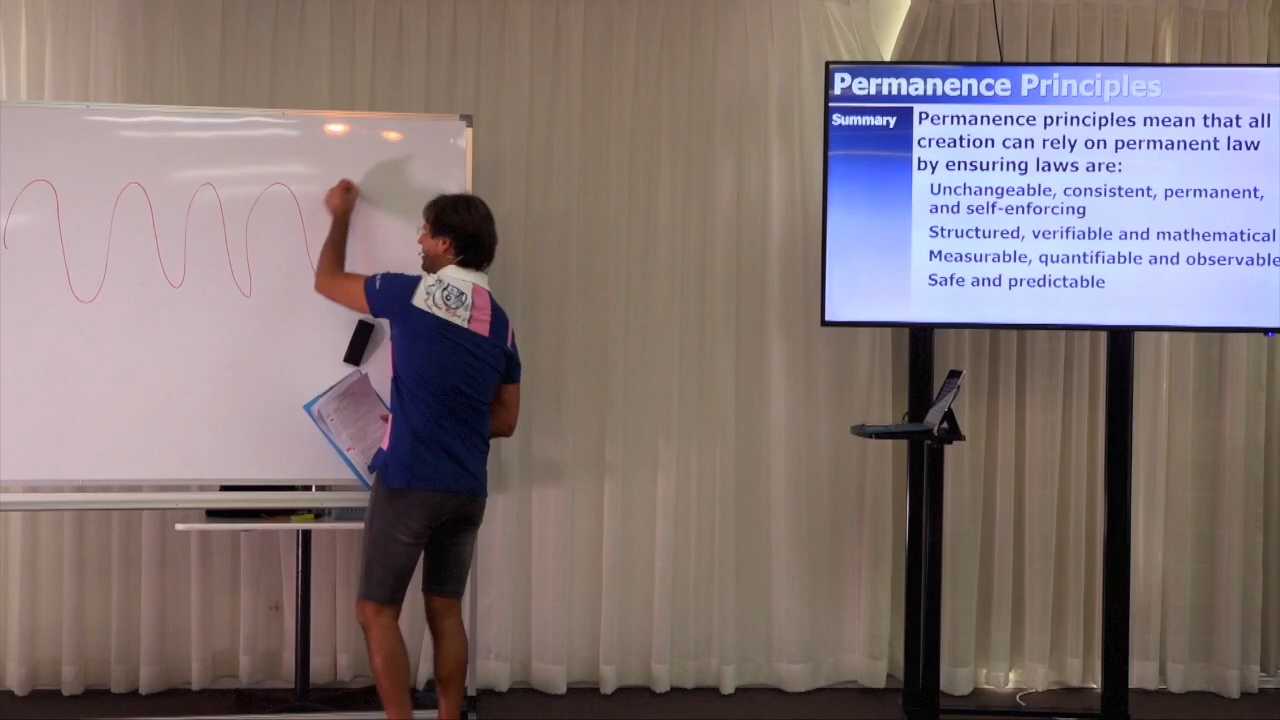 Permanence Principles
Summary
Permanence principles mean that all
creation can rely on permanent law
by ensuring laws are:
Unchangeable, consistent, permanent,
and self-enforcing
Structured, verifiable and mathematical
Measurable, quantifiable and observable
Safe and predictable